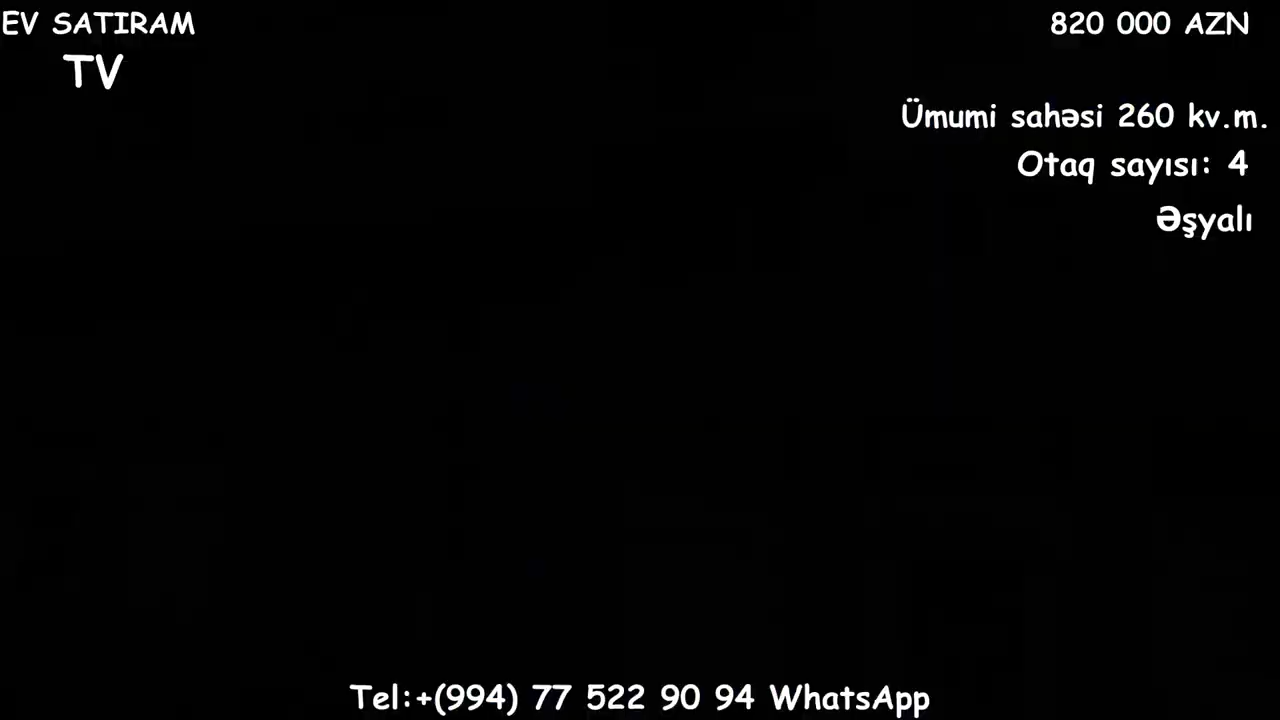 EV SATIRAM
TV
820 000 AZN
Ümumi sahəsi 260 kv.m.
Otaq sayısı: 4
Əşyalı
Tel:+(994) 77 522 90 94 WhatsApp